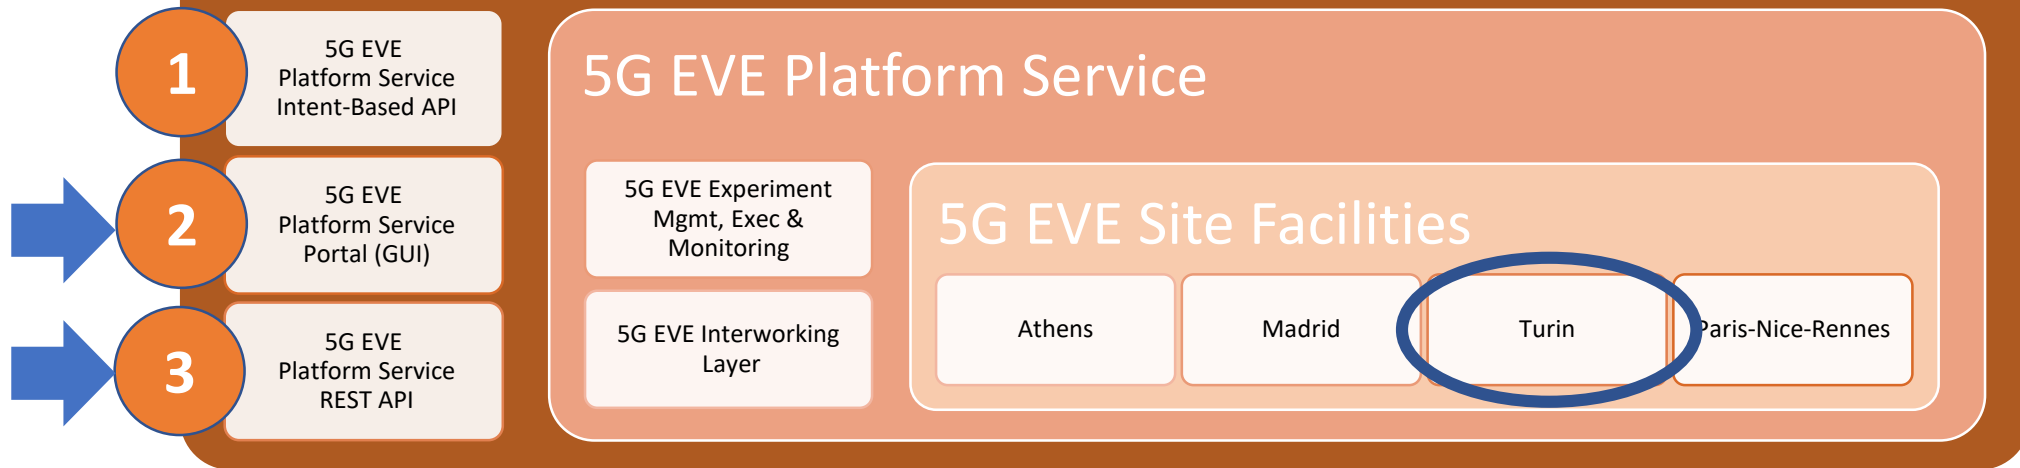 1
5G EVE
Platform Service
Intent-Based API
2
5G EVE
Platform Service
Portal (GUI)
3
5G EVE
Platform Service
REST API
5G EVE Platform Service
5G EVE Experiment
Mgmt, Exec &
Monitoring
5G EVE Interworking
Layer
5G EVE Site Facilities
Athens
Madrid
Turin
Paris-Nice-Rennes